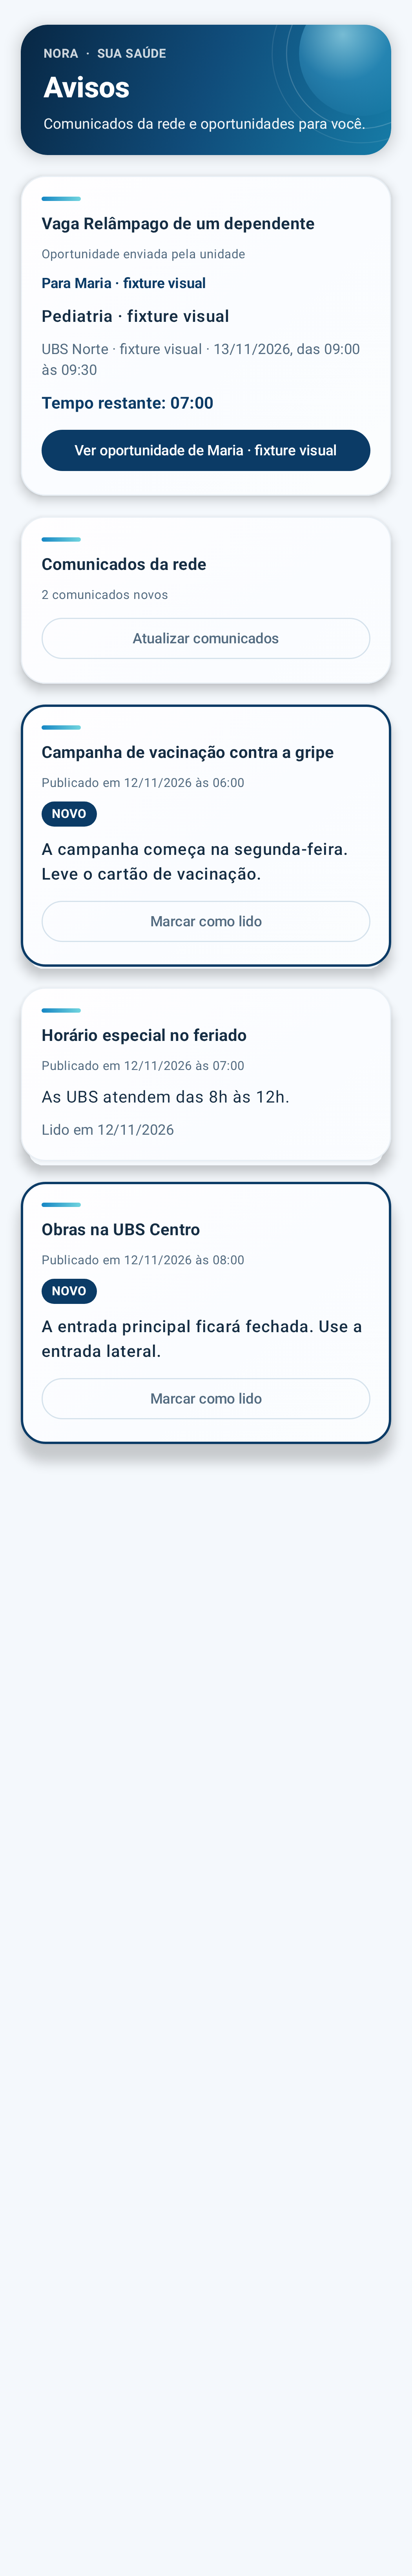 NORA · SUA SAÚDE
Avisos
Comunicados da rede e oportunidades para você.
Vaga Relâmpago de um dependente
Oportunidade enviada pela unidade
Para Maria · fixture visual
Pediatria · fixture visual
UBS Norte · fixture visual · 13/11/2026, das 09:00
às 09:30
Tempo restante: 07:00
Ver oportunidade de Maria · fixture visual
Comunicados da rede
2 comunicados novos
Atualizar comunicados
Campanha de vacinação contra a gripe
Publicado em 12/11/2026 às 06:00
NOVO
A campanha começa na segunda-feira.
Leve o cartão de vacinação.
Marcar como lido
Horário especial no feriado
Publicado em 12/11/2026 às 07:00
As UBS atendem das 8h às 12h.
Lido em 12/11/2026
Obras na UBS Centro
Publicado em 12/11/2026 às 08:00
NOVO
A entrada principal ficará fechada. Use a
entrada lateral.
Marcar como lido